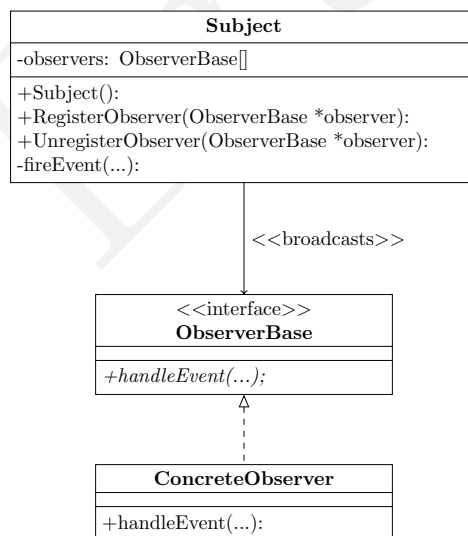 Subject
-observers: ObserverBase[]
+Subject():
+RegisterObserver(ObserverBase *observer):
+UnregisterObserver(ObserverBase *observer):
-fireEvent(...):
<<broadcasts>>
<<interface>>
ObserverBase
+handleEvent(...);
ConcreteObserver
+handleEvent(...):